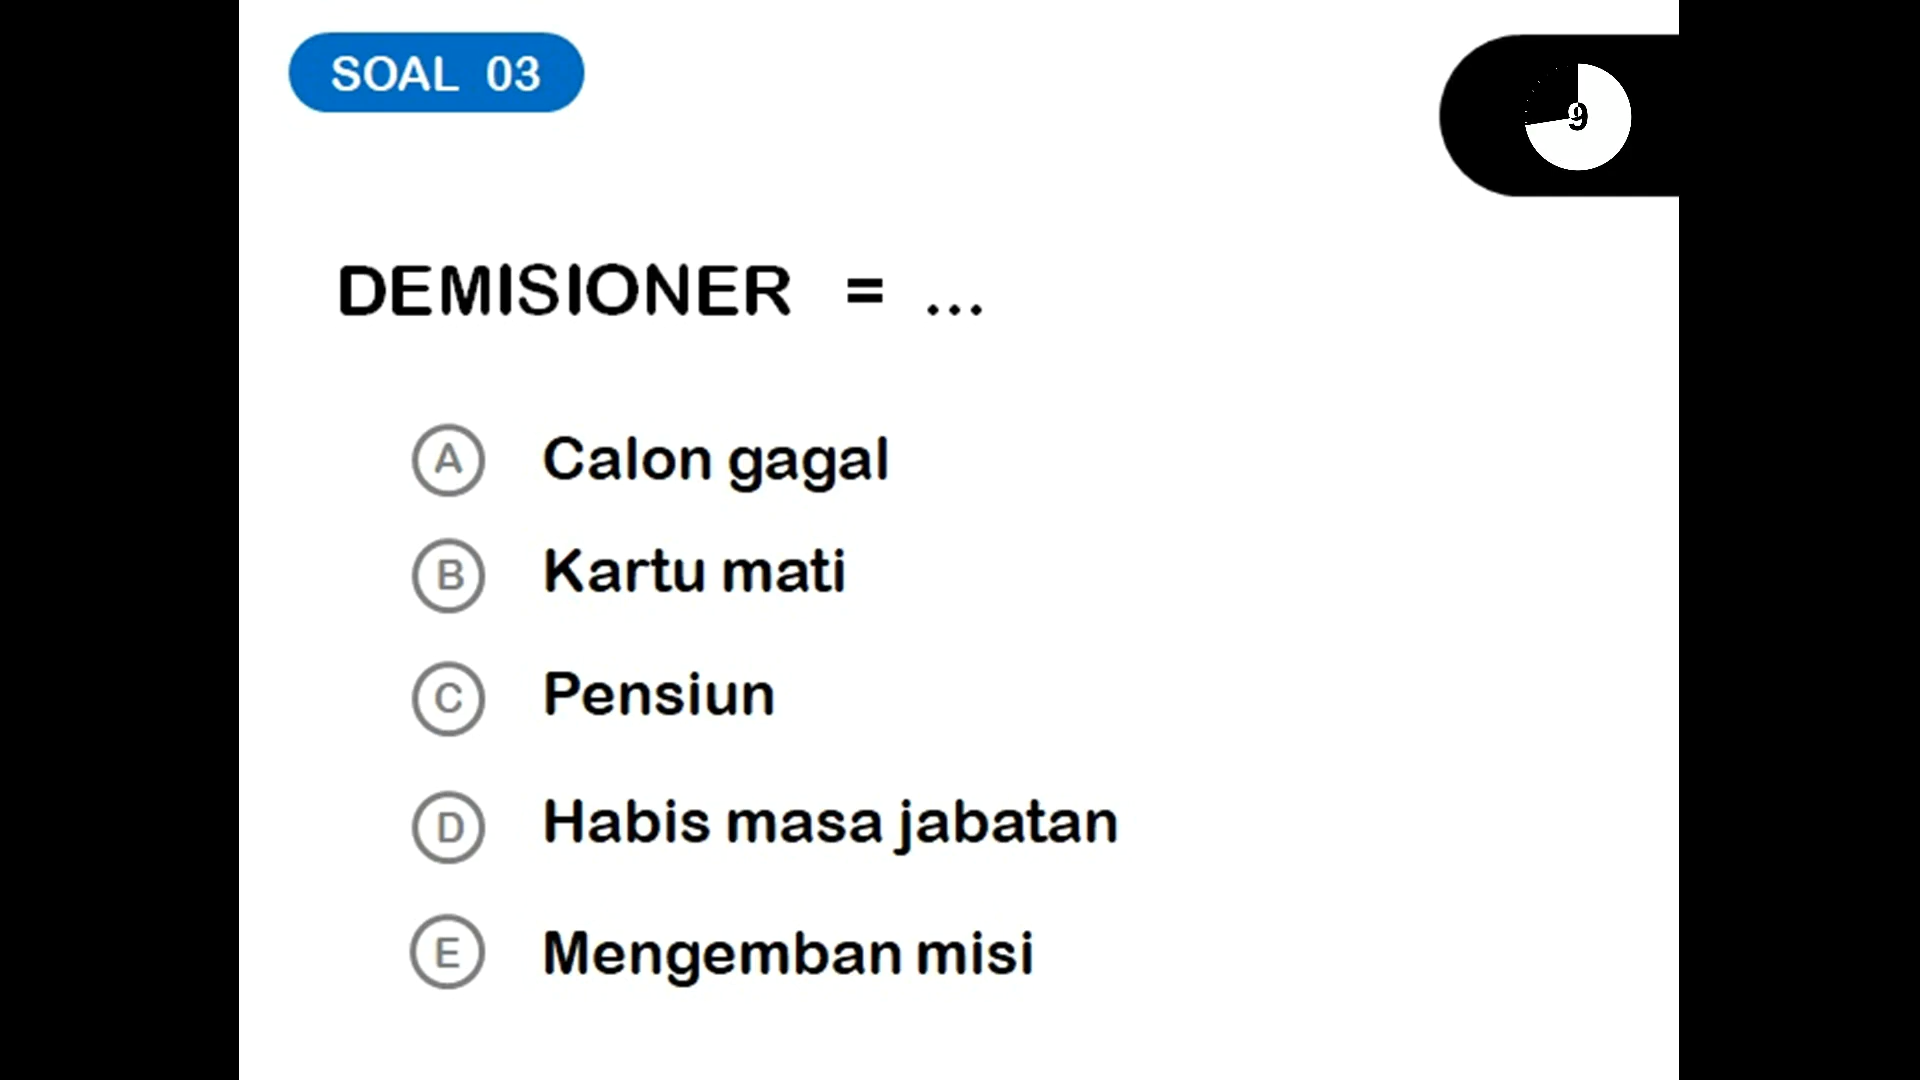 SOAL 03
9
DEMISIONER = ...
A Calon gagal
B Kartu mati
C Pensiun
D Habis masa jabatan
E Mengemban misi